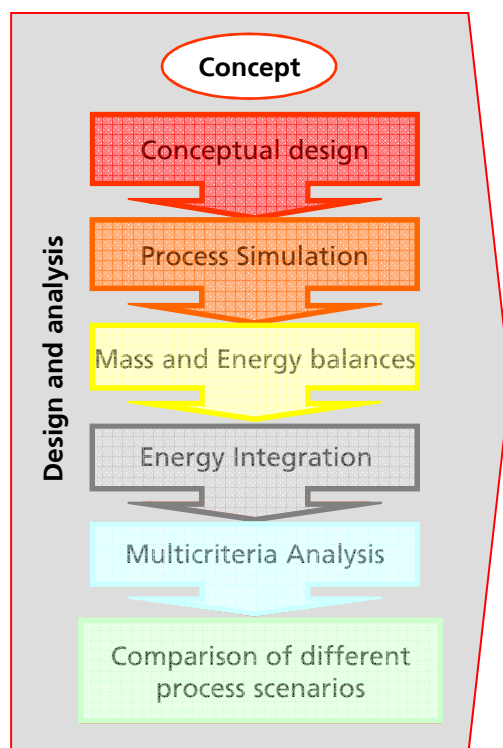 Concept
Design and analysis
Conceptual design
Process Simulation
Mass and Energy balances
Energy Integration
Multicriteria Analysis
Comparison of different
process scenarios